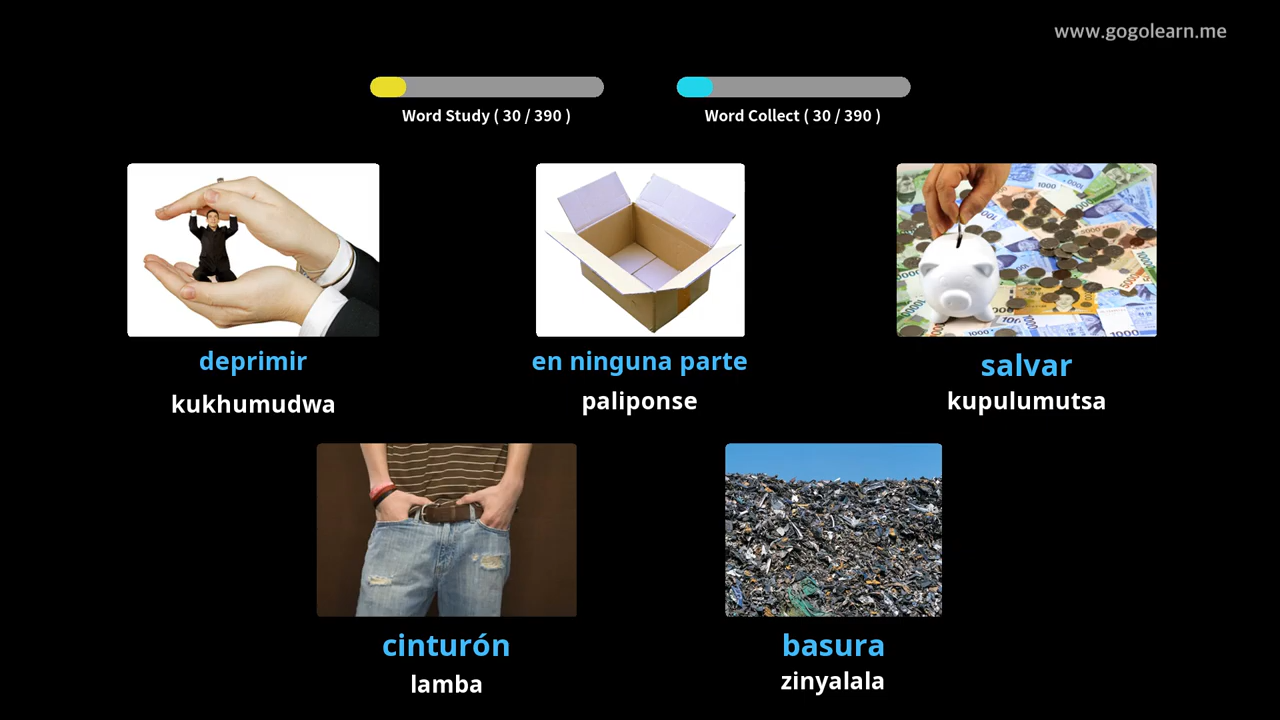 www.gogolearn.me
Word Study ( 30 / 390 )
Word Collect ( 30 / 390 )
deprimir
kukhumudwa
en ninguna parte
paliponse
salvar
kupulumutsa
cinturón
lamba
basura
zinyalala